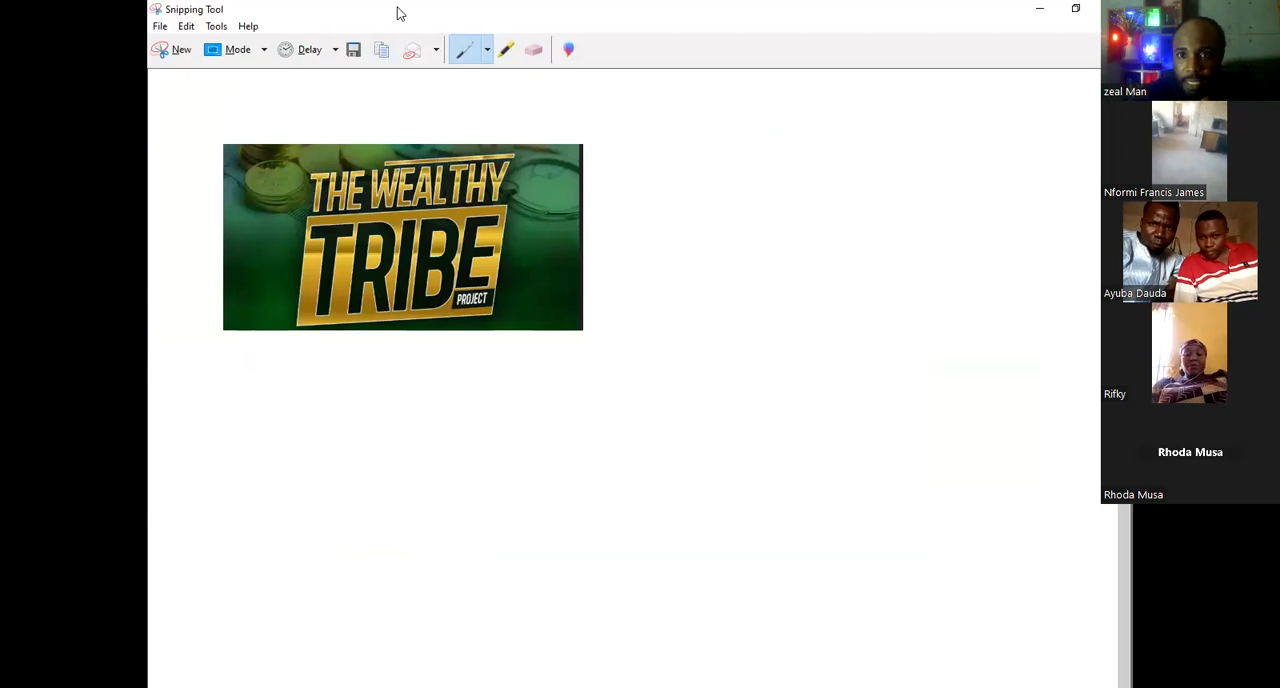 Snipping Tool
File Edit Tools Help
New Mode Delay
THE WEALTHY
TRIBE
PROJECT
zeal Man
Nformi Francis James
Ayuba Dauda
Rifky
Rhoda Musa
Rhoda Musa